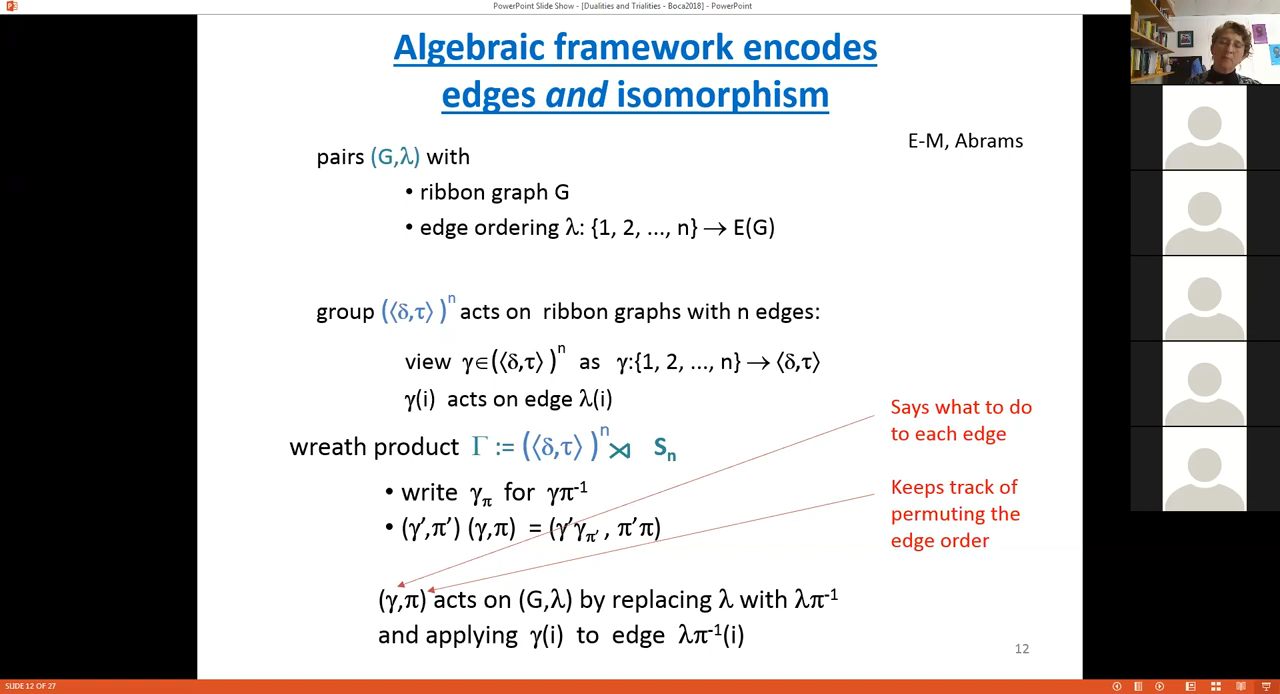 PowerPoint Slide Show - [Dualities and Trialities - Boca2018] - PowerPoint
Algebraic framework encodes
edges and isomorphism
E-M, Abrams
pairs (G,λ) with
• ribbon graph G
• edge ordering λ: {1, 2, ..., n} → E(G)
group (⟨δ,τ⟩)ⁿ acts on ribbon graphs with n edges:
view γ∈(⟨δ,τ⟩)ⁿ as γ:{1, 2, ..., n} → ⟨δ,τ⟩
γ(i) acts on edge λ(i)
Says what to do
to each edge
wreath product Γ := (⟨δ,τ⟩)ⁿ ⋊ Sₙ
• write γ_π for γπ⁻¹
• (γ',π') (γ,π) = (γ'γ_π' , π'π)
Keeps track of
permuting the
edge order
(γ,π) acts on (G,λ) by replacing λ with λπ⁻¹
and applying γ(i) to edge λπ⁻¹(i)
12
SLIDE 12 OF 27